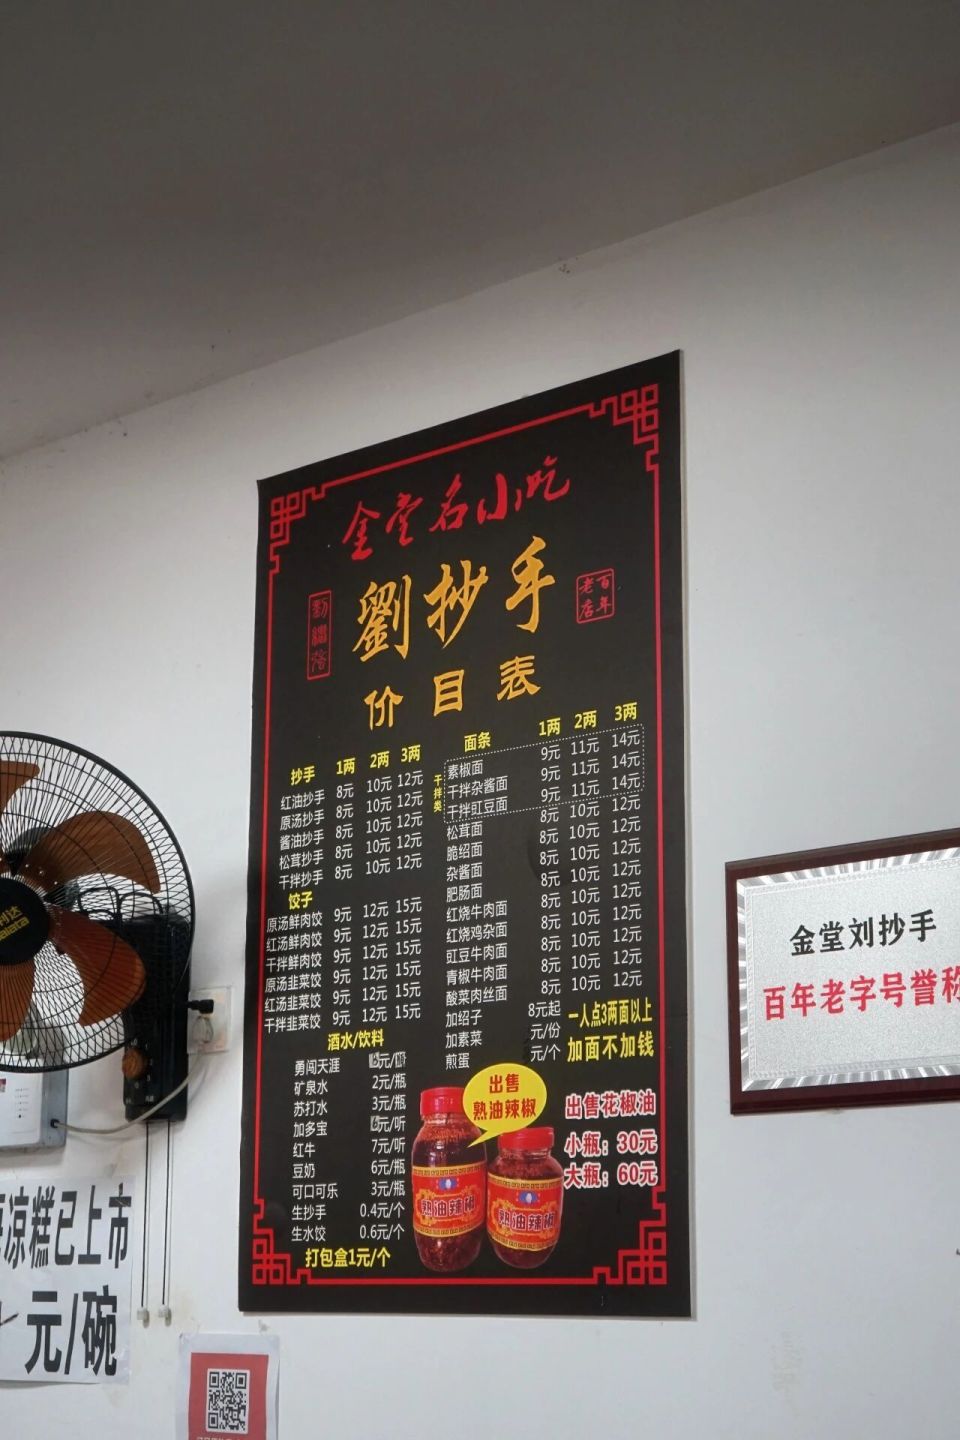 金堂名小吃
劉抄手
百年
老店
价目表
抄手 1两 2两 3两
红油抄手 8元 10元 12元
原汤抄手 8元 10元 12元
酱油抄手 8元 10元 12元
松茸抄手 8元 10元 12元
干拌抄手 8元 10元 12元
饺子
原汤鲜肉饺 9元 12元 15元
红汤鲜肉饺 9元 12元 15元
干拌鲜肉饺 9元 12元 15元
原汤韭菜饺 9元 12元 15元
红汤韭菜饺 9元 12元 15元
干拌韭菜饺 9元 12元 15元
酒水/饮料
勇闯天涯 元/瓶
矿泉水 2元/瓶
苏打水 3元/瓶
加多宝 6元/听
红牛 7元/听
豆奶 6元/瓶
可口可乐 3元/瓶
生抄手 0.4元/个
生水饺 0.6元/个
打包盒1元/个
面条 1两 2两 3两
干拌类
素椒面 9元 11元 14元
干拌杂酱面 9元 11元 14元
干拌豇豆面 9元 11元 14元
松茸面 8元 10元 12元
脆绍面 8元 10元 12元
杂酱面 8元 10元 12元
肥肠面 8元 10元 12元
红烧牛肉面 8元 10元 12元
红烧鸡杂面 8元 10元 12元
豇豆牛肉面 8元 10元 12元
青椒牛肉面 8元 10元 12元
酸菜肉丝面 8元 10元 12元
加绍子 8元起
加素菜 元/份
煎蛋 元/个
一人点3两面以上
加面不加钱
出售
熟油辣椒
熟油辣椒
熟油辣椒
出售花椒油
小瓶：30元
大瓶：60元
金堂刘抄手
百年老字号誉称
凉糕已上市
元/碗